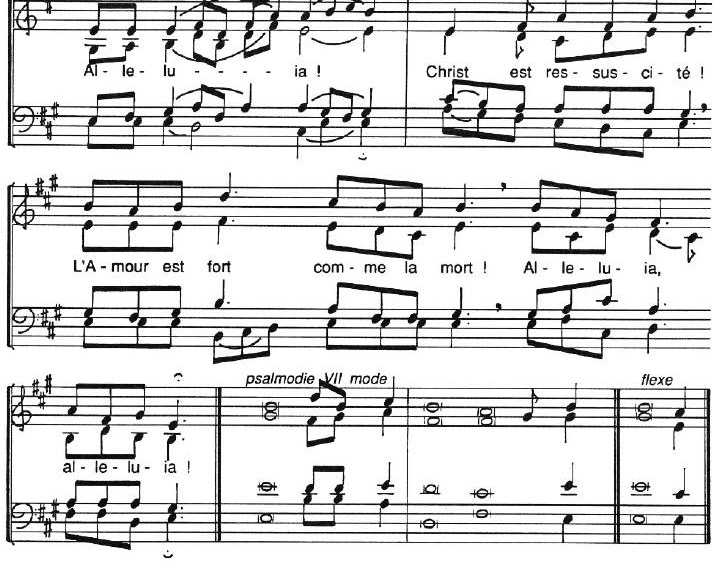 Al - le - lu - - - - ia ! Christ est res - sus - ci - té !
L'A - mour est fort com - me la mort ! Al - le - lu - ia,
psalmodie VII mode flexe
al - le - lu - ia !